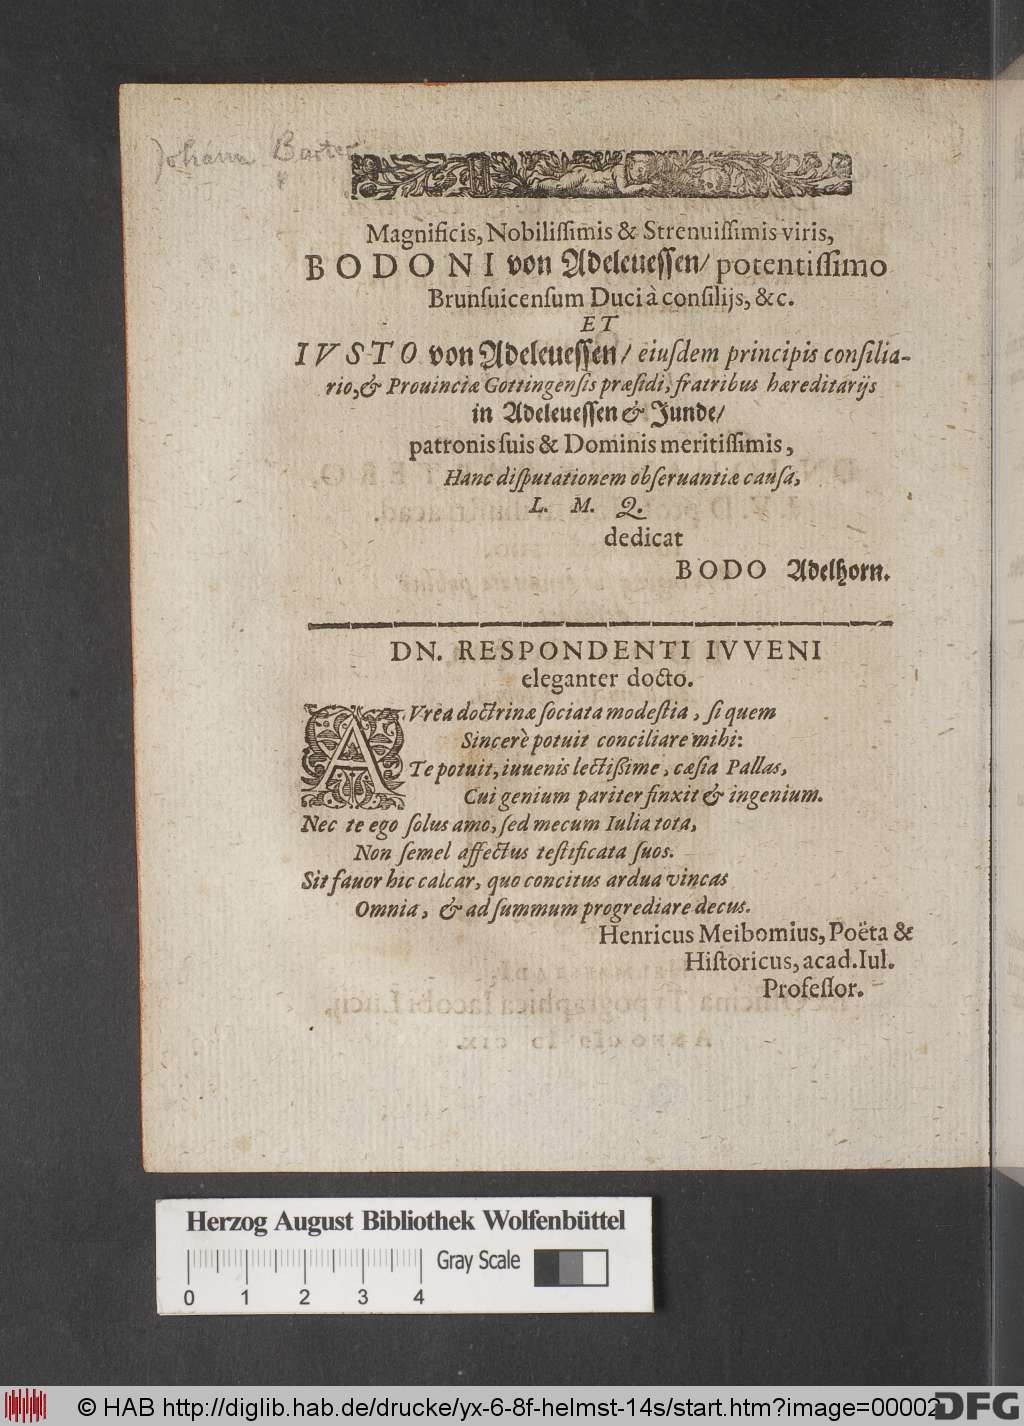 Johann
Magnificis, Nobiliſſimis & Strenuiſſimis viris,
BODONI von Adeleueſſen/ potentiſſimo
Brunſuicenſum Duci à conſilijs, &c.
ET
IVSTO von Adeleueſſen/ eiuſdem principis conſilia-
rio, & Prouinciæ Gottingenſis præſidi, fratribus hæreditarijs
in Adeleueſſen & Junde/
patronis ſuis & Dominis meritiſſimis,
Hanc diſputationem obſeruantiæ cauſa,
L. M. Q.
dedicat
BODO Adelhorn.
DN. RESPONDENTI IVVENI
eleganter docto.
AVrea doctrinæ ſociata modeſtia, ſi quem
Sincerè potuit conciliare mihi:
Te potuit, iuuenis lectiſſime, cæſia Pallas,
Cui genium pariter finxit & ingenium.
Nec te ego ſolus amo, ſed mecum Iulia tota,
Non ſemel affectus teſtificata ſuos.
Sit fauor hic calcar, quo concitus ardua vincas
Omnia, & ad ſummum progrediare decus.
Henricus Meibomius, Poëta &
Hiſtoricus, acad. Iul.
Profeſſor.
Herzog August Bibliothek Wolfenbüttel
Gray Scale
0 1 2 3 4
© HAB http://diglib.hab.de/drucke/yx-6-8f-helmst-14s/start.htm?image=00002
DFG